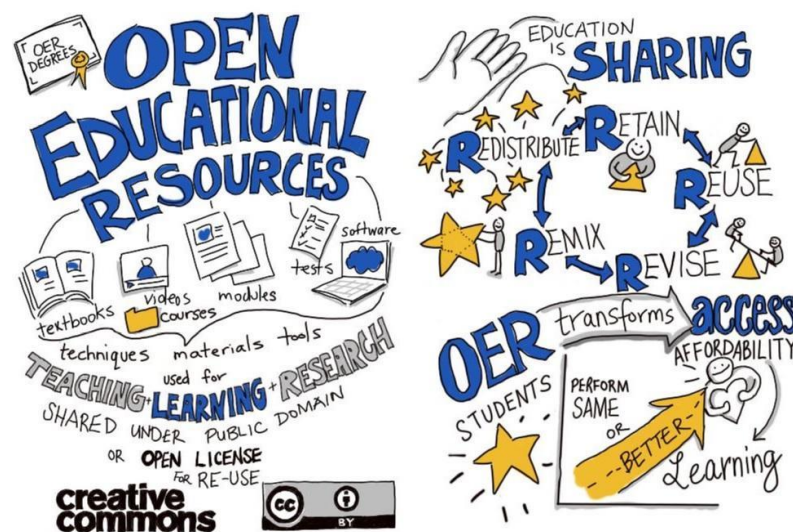 OER
DEGREES
OPEN
EDUCATIONAL
RESOURCES
textbooks
videos
courses
modules
tests
software
techniques materials tools
used for
TEACHING + LEARNING + RESEARCH
SHARED UNDER PUBLIC DOMAIN
OR OPEN LICENSE
FOR RE-USE
creative
commons
cc
BY
EDUCATION
IS SHARING
REDISTRIBUTE
RETAIN
REUSE
REVISE
REMIX
OER transforms access
AFFORDABILITY
STUDENTS
PERFORM
SAME
OR
BETTER
Learning